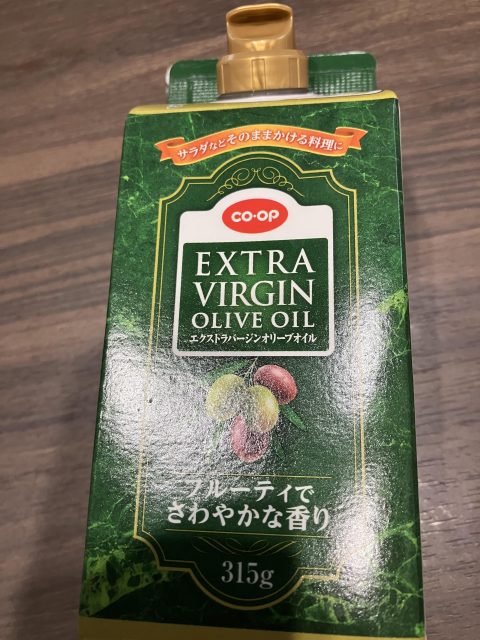 サラダなどそのままかける料理に
CO·OP
EXTRA
VIRGIN
OLIVE OIL
エクストラバージンオリーブオイル
フルーティで
さわやかな香り
315g